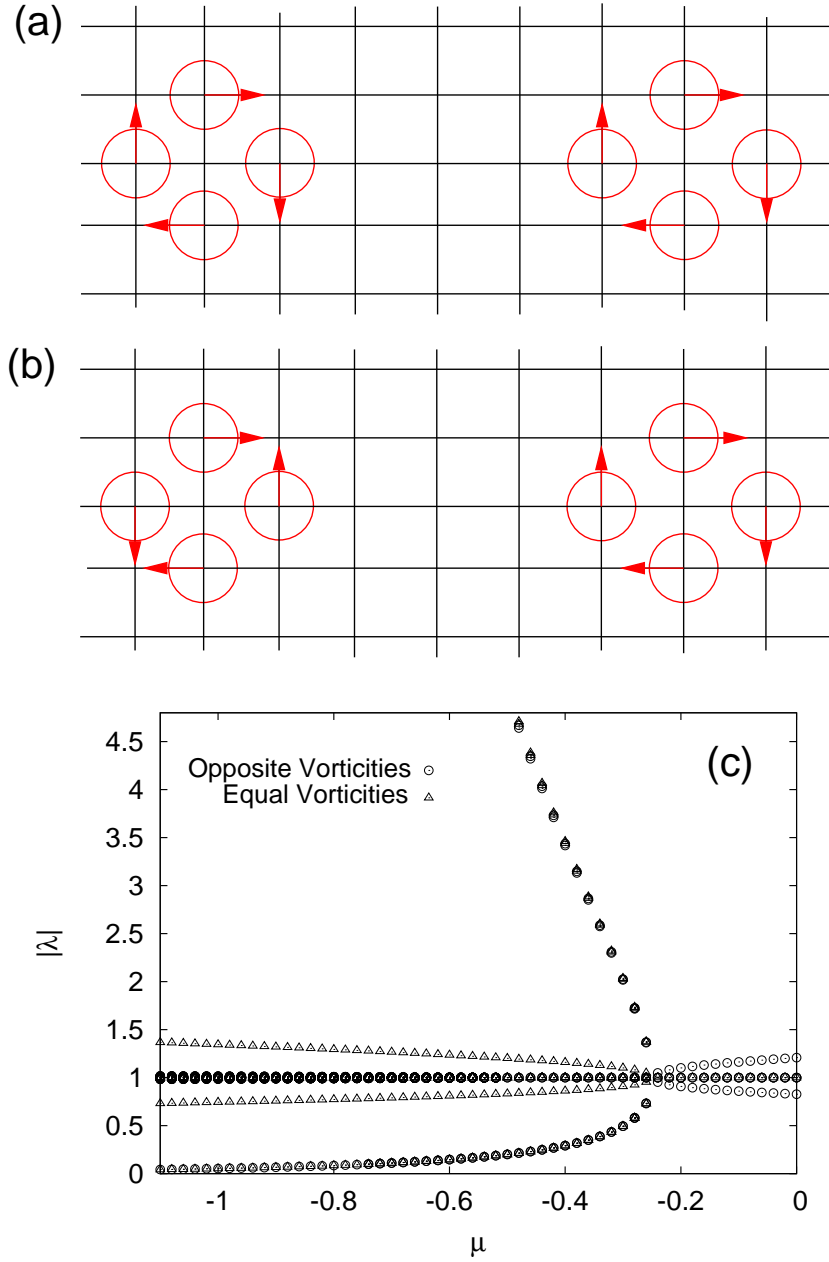 (a)
(b)
(c)
Opposite Vorticities
Equal Vorticities
4.5
4
3.5
3
2.5
2
1.5
1
0.5
0
|λ|
-1
-0.8
-0.6
-0.4
-0.2
0
μ